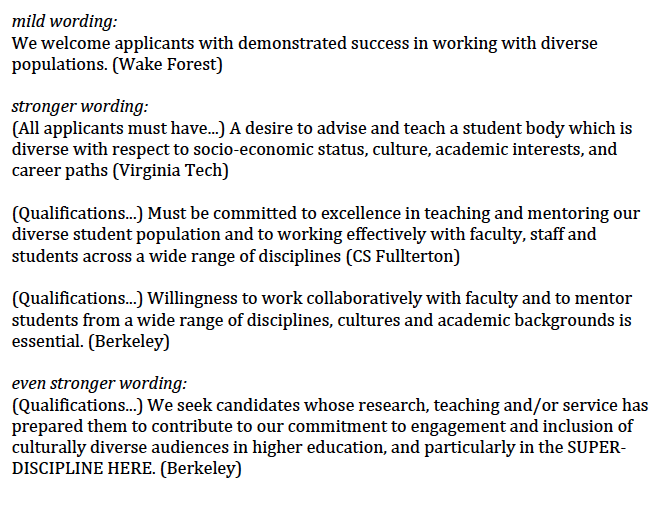 mild wording:
We welcome applicants with demonstrated success in working with diverse
populations. (Wake Forest)
stronger wording:
(All applicants must have...) A desire to advise and teach a student body which is
diverse with respect to socio-economic status, culture, academic interests, and
career paths (Virginia Tech)
(Qualifications...) Must be committed to excellence in teaching and mentoring our
diverse student population and to working effectively with faculty, staff and
students across a wide range of disciplines (CS Fullterton)
(Qualifications...) Willingness to work collaboratively with faculty and to mentor
students from a wide range of disciplines, cultures and academic backgrounds is
essential. (Berkeley)
even stronger wording:
(Qualifications...) We seek candidates whose research, teaching and/or service has
prepared them to contribute to our commitment to engagement and inclusion of
culturally diverse audiences in higher education, and particularly in the SUPER-
DISCIPLINE HERE. (Berkeley)